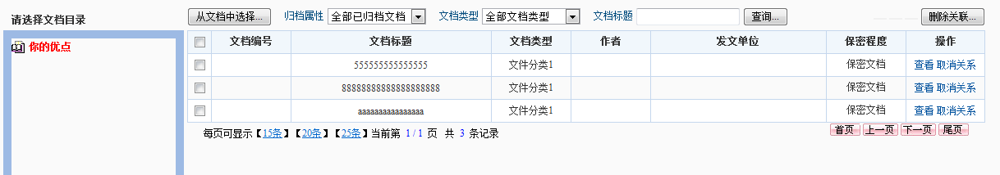 请选择文档目录
你的优点
从文档中选择... 归档属性 全部已归档文档 文档类型 全部文档类型 文档标题 查询... 删除关联...
文档编号 文档标题 文档类型 作者 发文单位 保密程度 操作
555555555555555 文件分类1 保密文档 查看 取消关系
88888888888888888888 文件分类1 保密文档 查看 取消关系
aaaaaaaaaaaaaaaa 文件分类1 保密文档 查看 取消关系
每页可显示【15条】【20条】【25条】当前第 1 / 1 页 共 3 条记录 首页 上一页 下一页 尾页